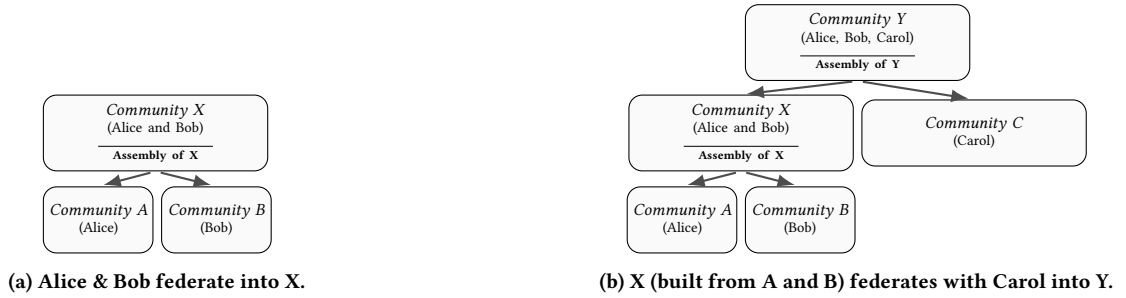 Community X
(Alice and Bob)
Assembly of X
Community A
(Alice)
Community B
(Bob)
(a) Alice & Bob federate into X.
Community Y
(Alice, Bob, Carol)
Assembly of Y
Community X
(Alice and Bob)
Assembly of X
Community C
(Carol)
Community A
(Alice)
Community B
(Bob)
(b) X (built from A and B) federates with Carol into Y.